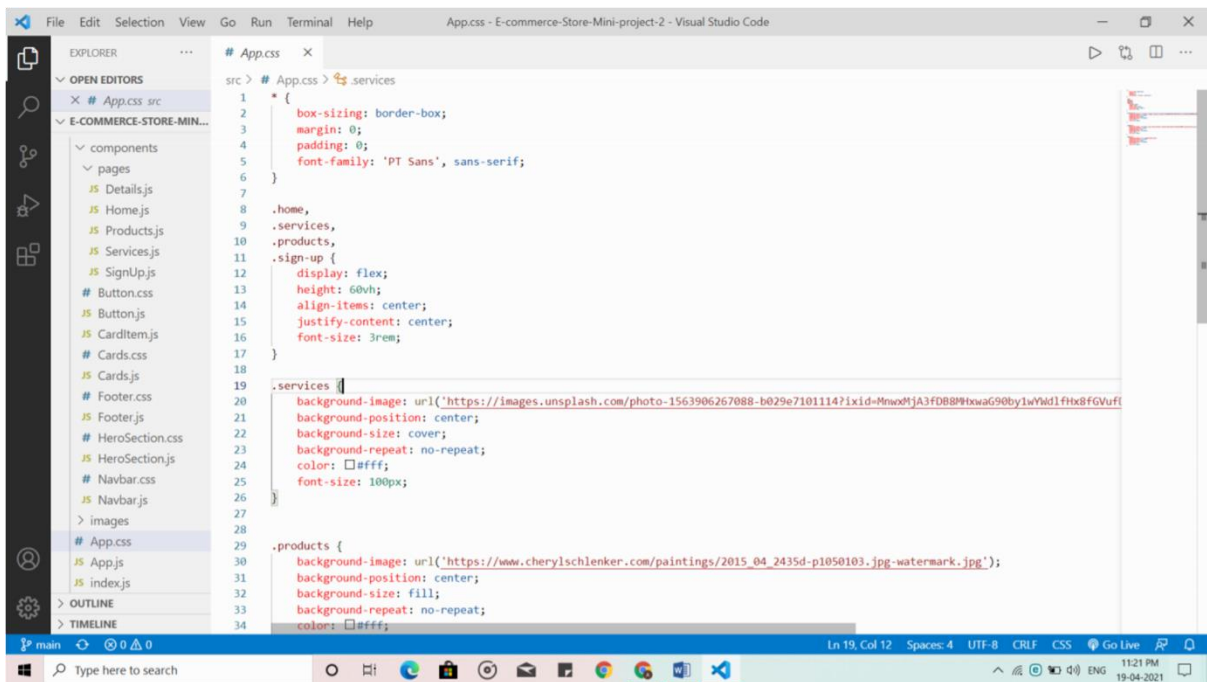 File Edit Selection View Go Run Terminal Help App.css - E-commerce-Store-Mini-project-2 - Visual Studio Code
EXPLORER ...
OPEN EDITORS
# App.css src
E-COMMERCE-STORE-MIN...
components
pages
JS Details.js
JS Home.js
JS Products.js
JS Services.js
JS SignUp.js
# Button.css
JS Button.js
JS CardItem.js
# Cards.css
JS Cards.js
# Footer.css
JS Footer.js
# HeroSection.css
JS HeroSection.js
# Navbar.css
JS Navbar.js
images
# App.css
JS App.js
JS index.js
OUTLINE
TIMELINE
# App.css
src > # App.css > .services
1 * {
2 box-sizing: border-box;
3 margin: 0;
4 padding: 0;
5 font-family: 'PT Sans', sans-serif;
6 }
7
8 .home,
9 .services,
10 .products,
11 .sign-up {
12 display: flex;
13 height: 60vh;
14 align-items: center;
15 justify-content: center;
16 font-size: 3rem;
17 }
18
19 .services {
20 background-image: url('https://images.unsplash.com/photo-1563906267088-b029e7101114?ixid=MnwxMjA3fDB8MHxwaG90by1wYWdlfHx8fGVuf
21 background-position: center;
22 background-size: cover;
23 background-repeat: no-repeat;
24 color: #fff;
25 font-size: 100px;
26 }
27
28
29 .products {
30 background-image: url('https://www.cherylschlenker.com/paintings/2015_04_2435d-p1050103.jpg-watermark.jpg');
31 background-position: center;
32 background-size: fill;
33 background-repeat: no-repeat;
34 color: #fff;
main 0 0 Ln 19, Col 12 Spaces: 4 UTF-8 CRLF CSS Go Live
Type here to search ENG 11:21 PM
19-04-2021